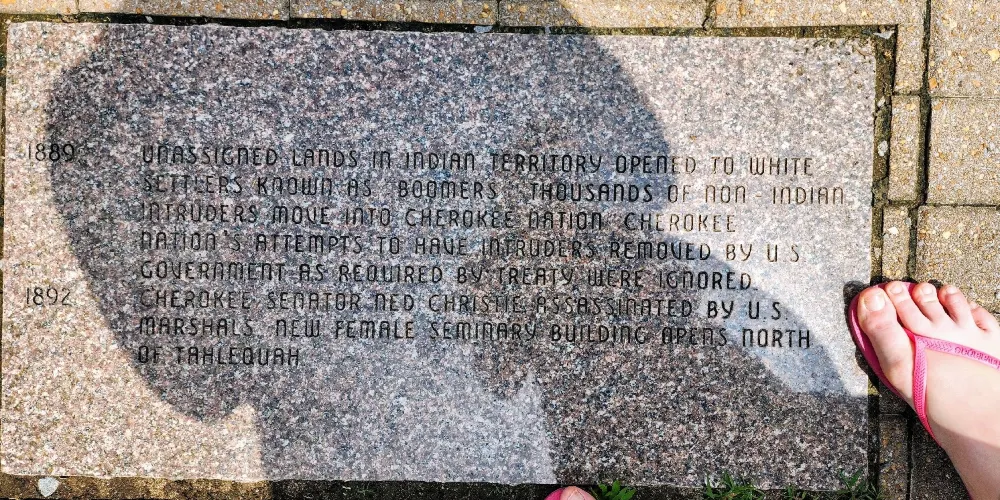 1889 UNASSIGNED LANDS IN INDIAN TERRITORY OPENED TO WHITE
SETTLERS KNOWN AS "BOOMERS". THOUSANDS OF NON-INDIAN
INTRUDERS MOVE INTO CHEROKEE NATION. CHEROKEE
NATION'S ATTEMPTS TO HAVE INTRUDERS REMOVED BY U S
GOVERNMENT AS REQUIRED BY TREATY, WERE IGNORED.
1892 CHEROKEE SENATOR NED CHRISTIE ASSASSINATED BY U.S.
MARSHALS. NEW FEMALE SEMINARY BUILDING OPENS NORTH
OF TAHLEQUAH